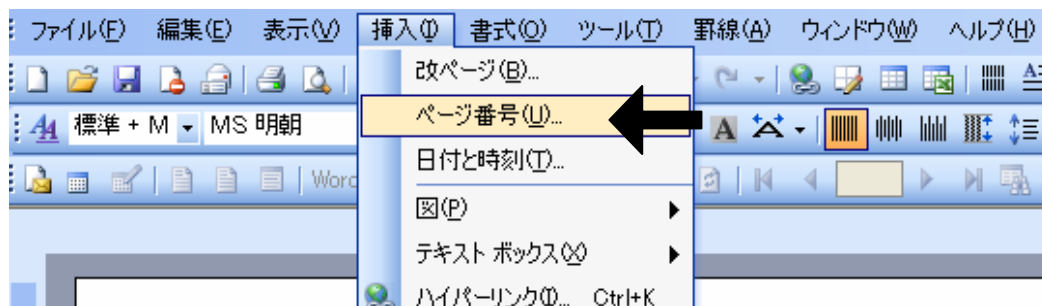 ファイル(F) 編集(E) 表示(V) 挿入(I) 書式(O) ツール(T) 罫線(A) ウィンドウ(W) ヘルプ(H)
改ページ(B)...
標準 + M MS 明朝
ページ番号(U)...
日付と時刻(T)...
Word
図(P)
テキスト ボックス(X)
ハイパーリンク(I)... Ctrl+K